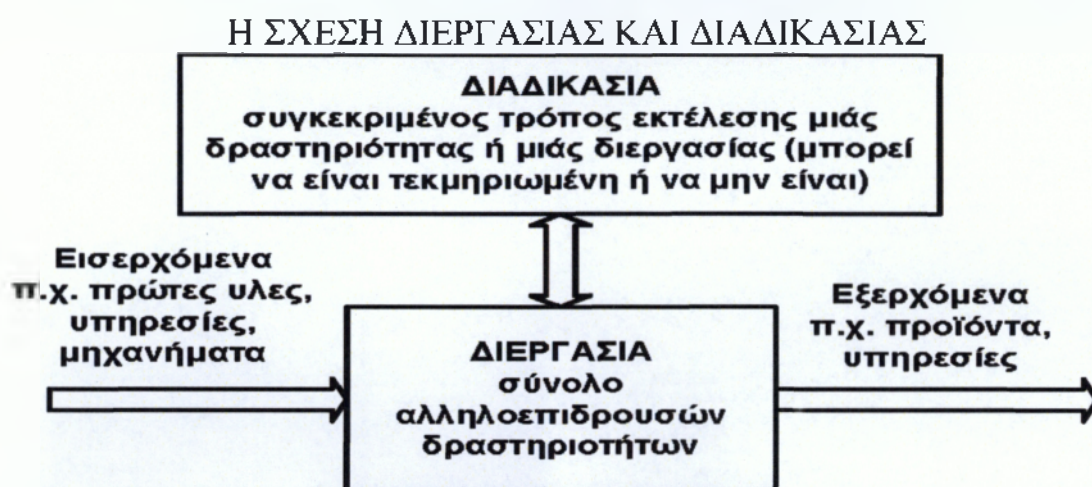 Η ΣΧΕΣΗ ΔΙΕΡΓΑΣΙΑΣ ΚΑΙ ΔΙΑΔΙΚΑΣΙΑΣ
ΔΙΑΔΙΚΑΣΙΑ
συγκεκριμένος τρόπος εκτέλεσης μιάς
δραστηριότητας ή μιάς διεργασίας (μπορεί
να είναι τεκμηριωμένη ή να μην είναι)
Εισερχόμενα
π.χ. πρώτες υλες,
υπηρεσίες,
μηχανήματα
ΔΙΕΡΓΑΣΙΑ
σύνολο
αλληλοεπιδρουσών
δραστηριοτήτων
Εξερχόμενα
π.χ. προϊόντα,
υπηρεσίες